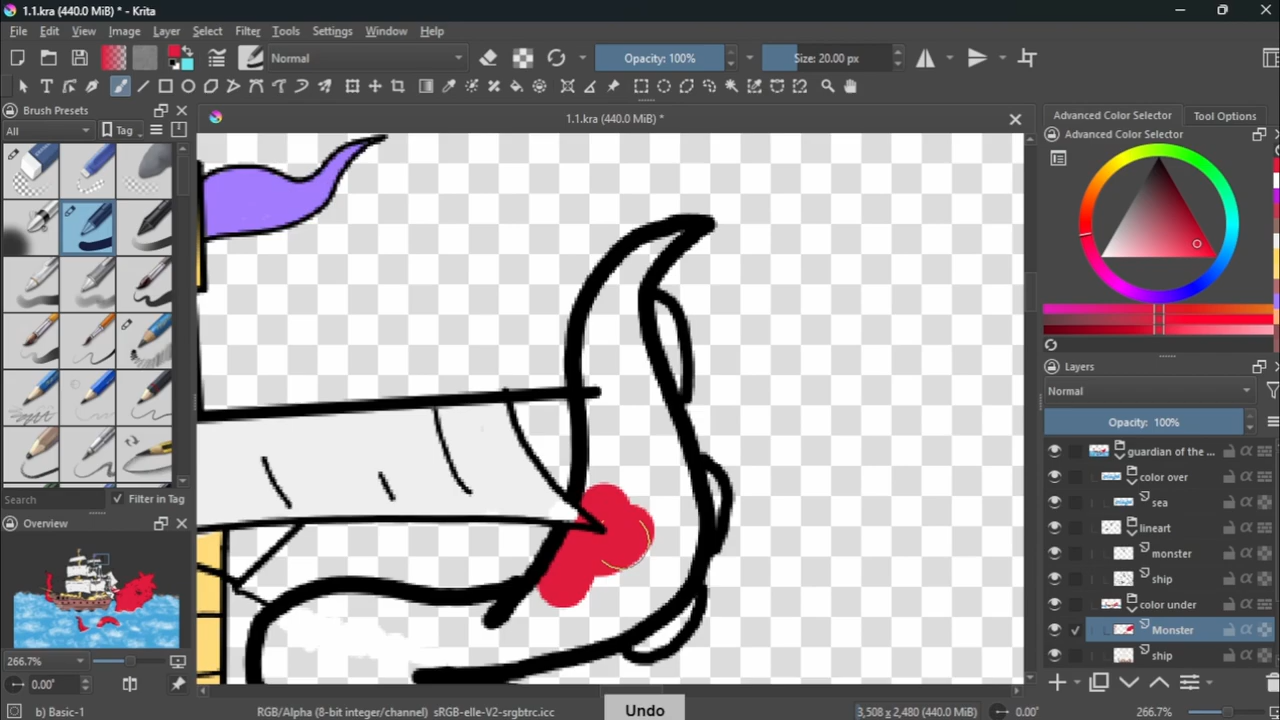 1.1.kra (440.0 MiB) * - Krita
File Edit View Image Layer Select Filter Tools Settings Window Help
Normal
Opacity: 100%
Size: 20.00 px
Brush Presets
1.1.kra (440.0 MiB) *
Advanced Color Selector
Tool Options
All
Tag
Advanced Color Selector
Layers
Normal
Opacity: 100%
guardian of the ...
color over
sea
lineart
monster
ship
color under
Monster
ship
Search
Filter in Tag
Overview
266.7%
0.00°
b) Basic-1
RGB/Alpha (8-bit integer/channel) sRGB-elle-V2-srgbtrc.icc
Undo
3,508 x 2,480 (440.0 MiB)
0.00°
266.7%